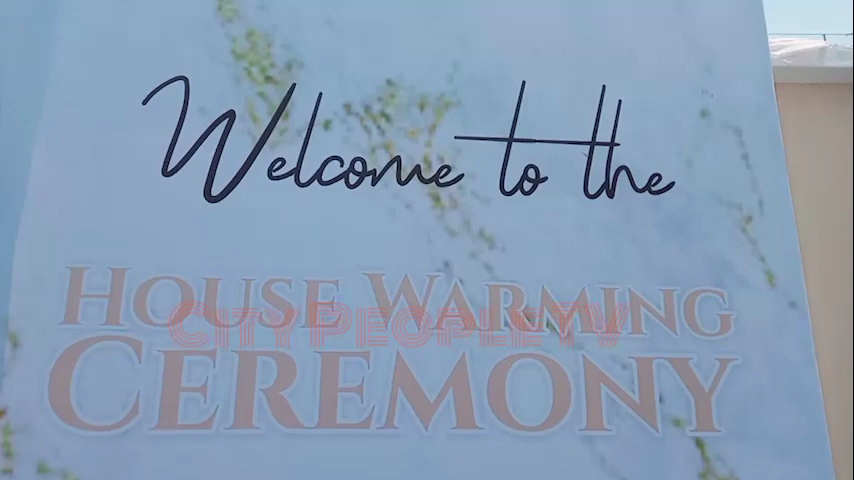 Welcome to the
HOUSE WARMING
CITYPEOPLETV
CEREMONY